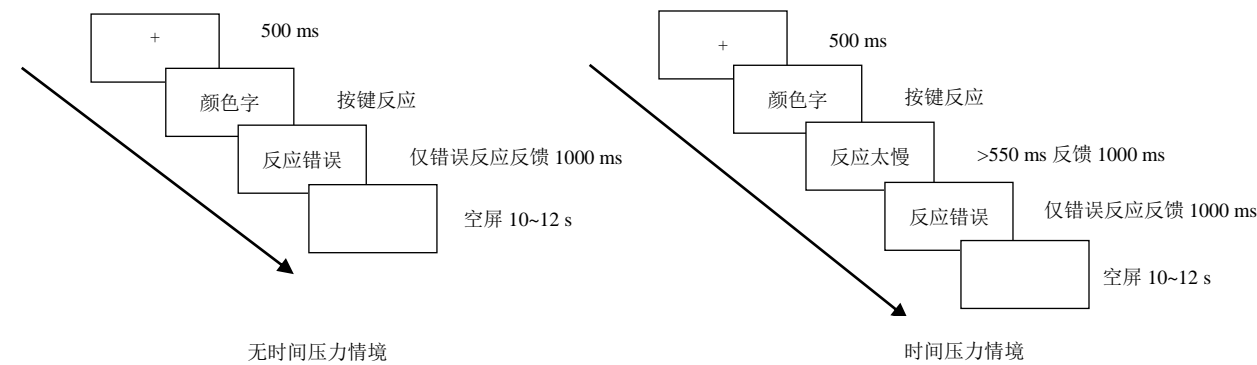 +
500 ms
颜色字
按键反应
反应错误
仅错误反应反馈 1000 ms
空屏 10~12 s
无时间压力情境
+
500 ms
颜色字
按键反应
反应太慢
>550 ms 反馈 1000 ms
反应错误
仅错误反应反馈 1000 ms
空屏 10~12 s
时间压力情境